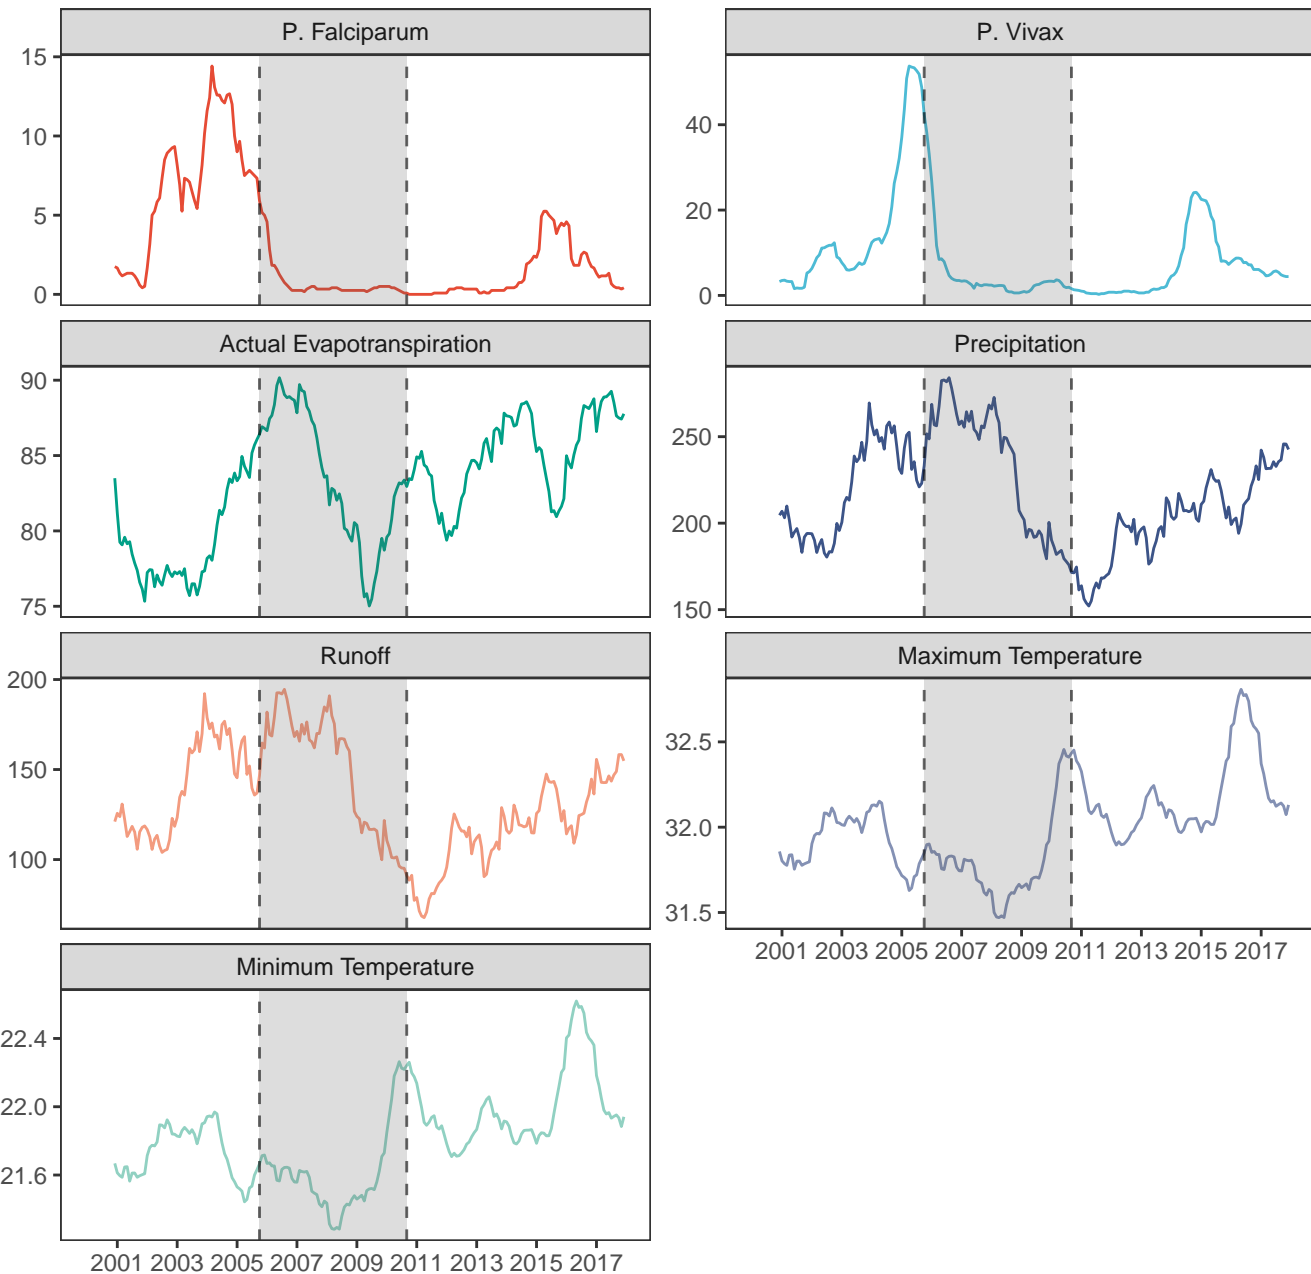 P. Falciparum
P. Vivax
15
10
5
0
40
20
0
Actual Evapotranspiration
Precipitation
90
85
80
75
250
200
150
Runoff
Maximum Temperature
200
150
100
32.5
32.0
31.5
2001 2003 2005 2007 2009 2011 2013 2015 2017
Minimum Temperature
22.4
22.0
21.6
2001 2003 2005 2007 2009 2011 2013 2015 2017